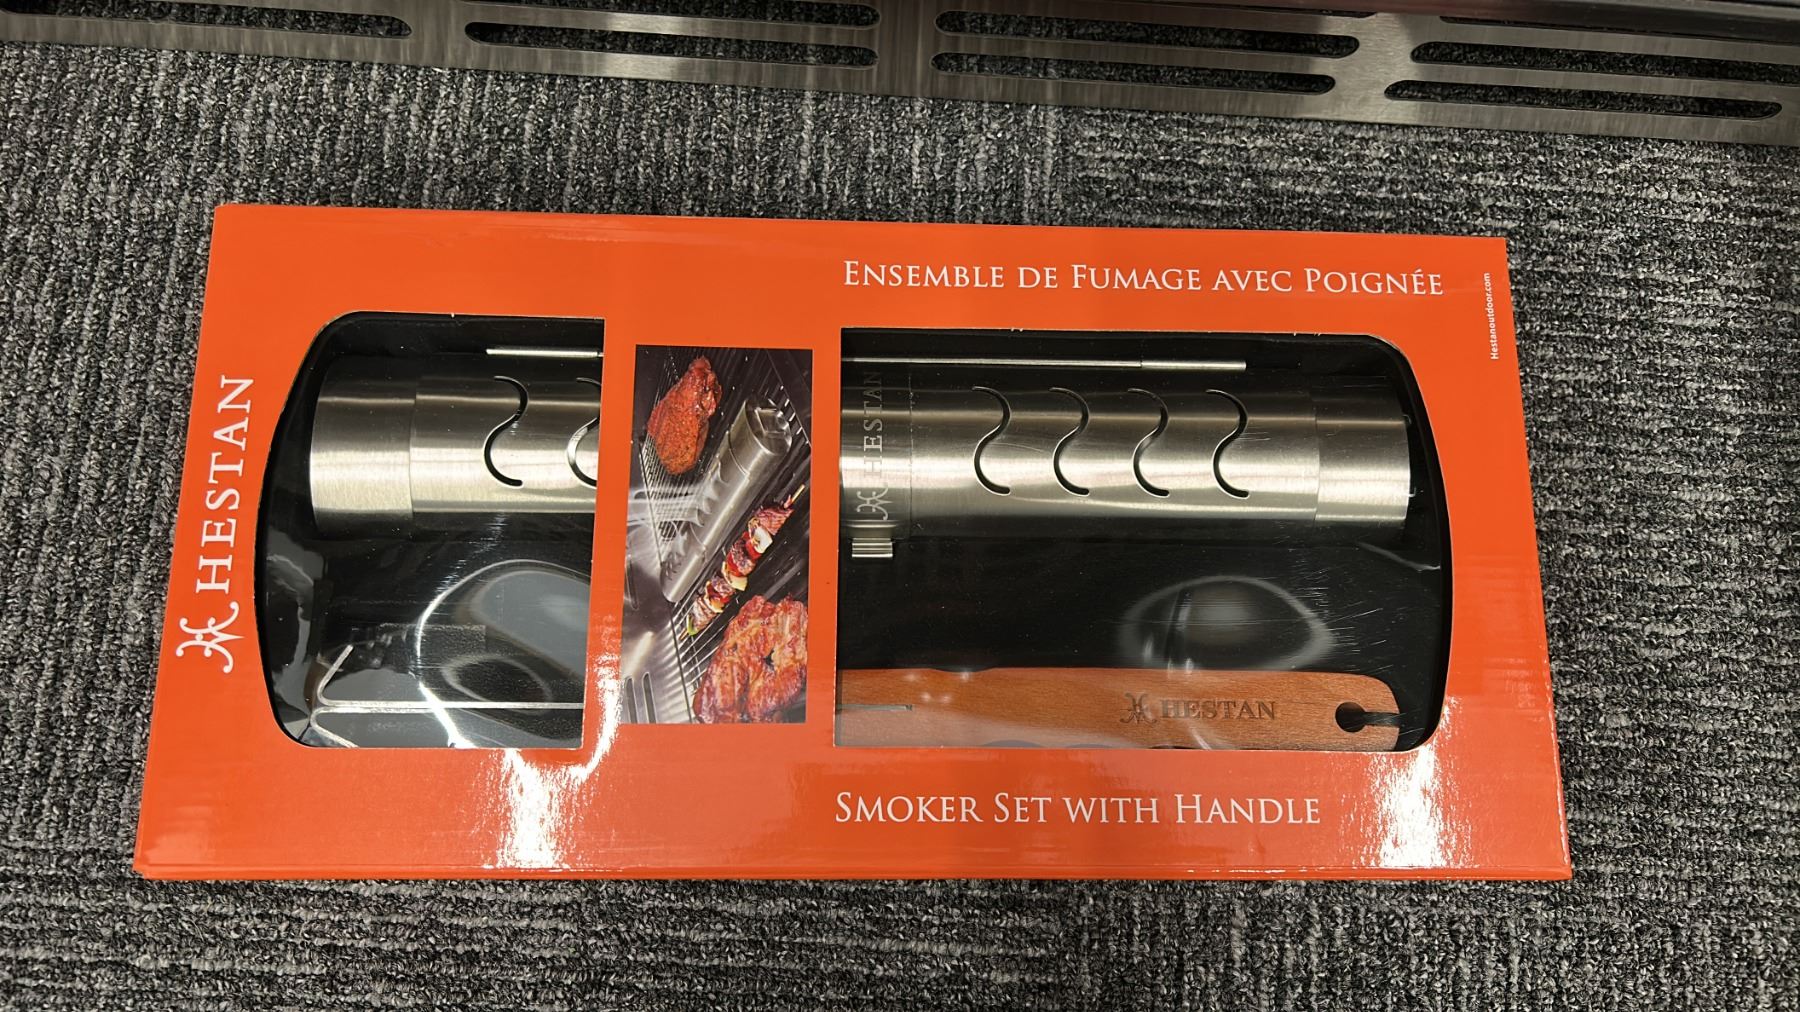 ENSEMBLE DE FUMAGE AVEC POIGNÉE
Hestanoutdoor.com
HESTAN
HESTAN
HESTAN
SMOKER SET WITH HANDLE